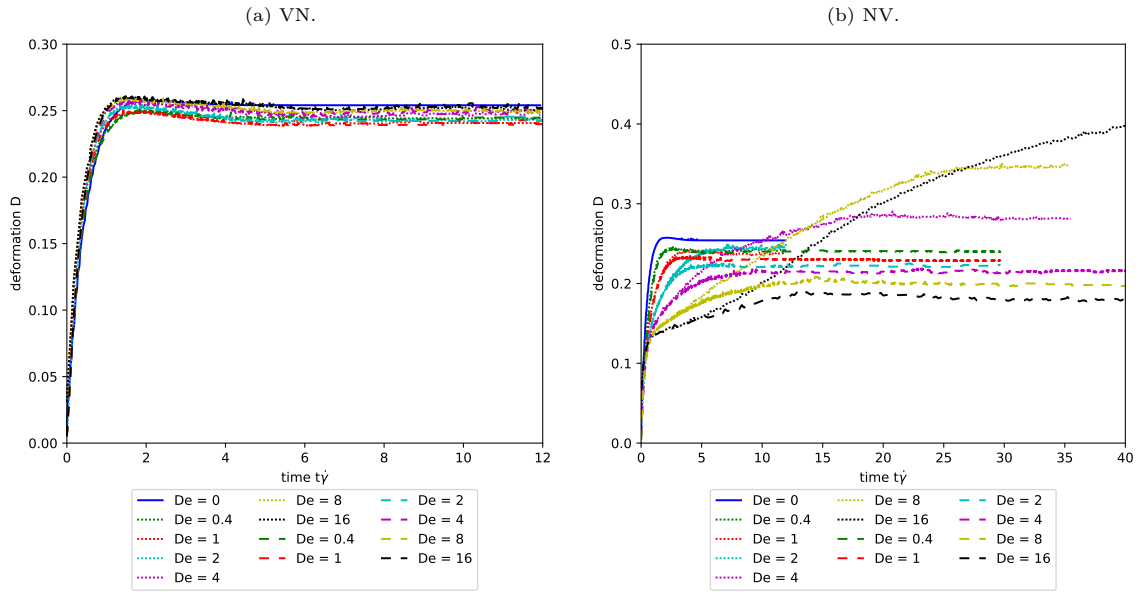 (a) VN.
0.30
0.25
0.20
0.15
0.10
0.05
0.00
deformation D
0 2 4 6 8 10 12
time tγ̇
De = 0
De = 0.4
De = 1
De = 2
De = 4
De = 8
De = 16
De = 0.4
De = 1
De = 2
De = 4
De = 8
De = 16
(b) NV.
0.5
0.4
0.3
0.2
0.1
0.0
deformation D
0 5 10 15 20 25 30 35 40
time tγ̇
De = 0
De = 0.4
De = 1
De = 2
De = 4
De = 8
De = 16
De = 0.4
De = 1
De = 2
De = 4
De = 8
De = 16